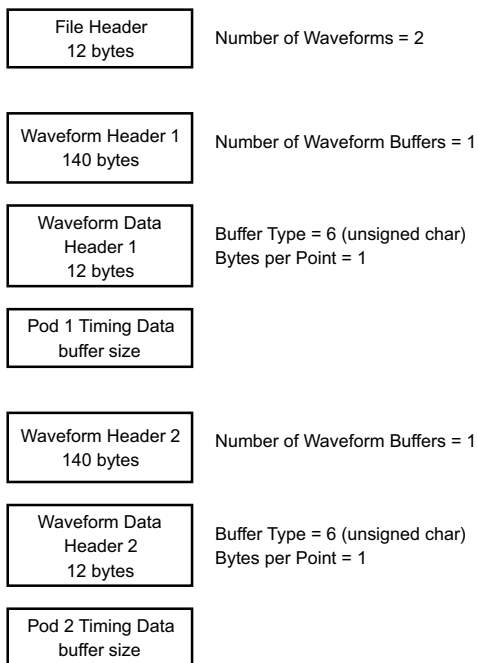 File Header
12 bytes
Number of Waveforms = 2
Waveform Header 1
140 bytes
Number of Waveform Buffers = 1
Waveform Data
Header 1
12 bytes
Buffer Type = 6 (unsigned char)
Bytes per Point = 1
Pod 1 Timing Data
buffer size
Waveform Header 2
140 bytes
Number of Waveform Buffers = 1
Waveform Data
Header 2
12 bytes
Buffer Type = 6 (unsigned char)
Bytes per Point = 1
Pod 2 Timing Data
buffer size